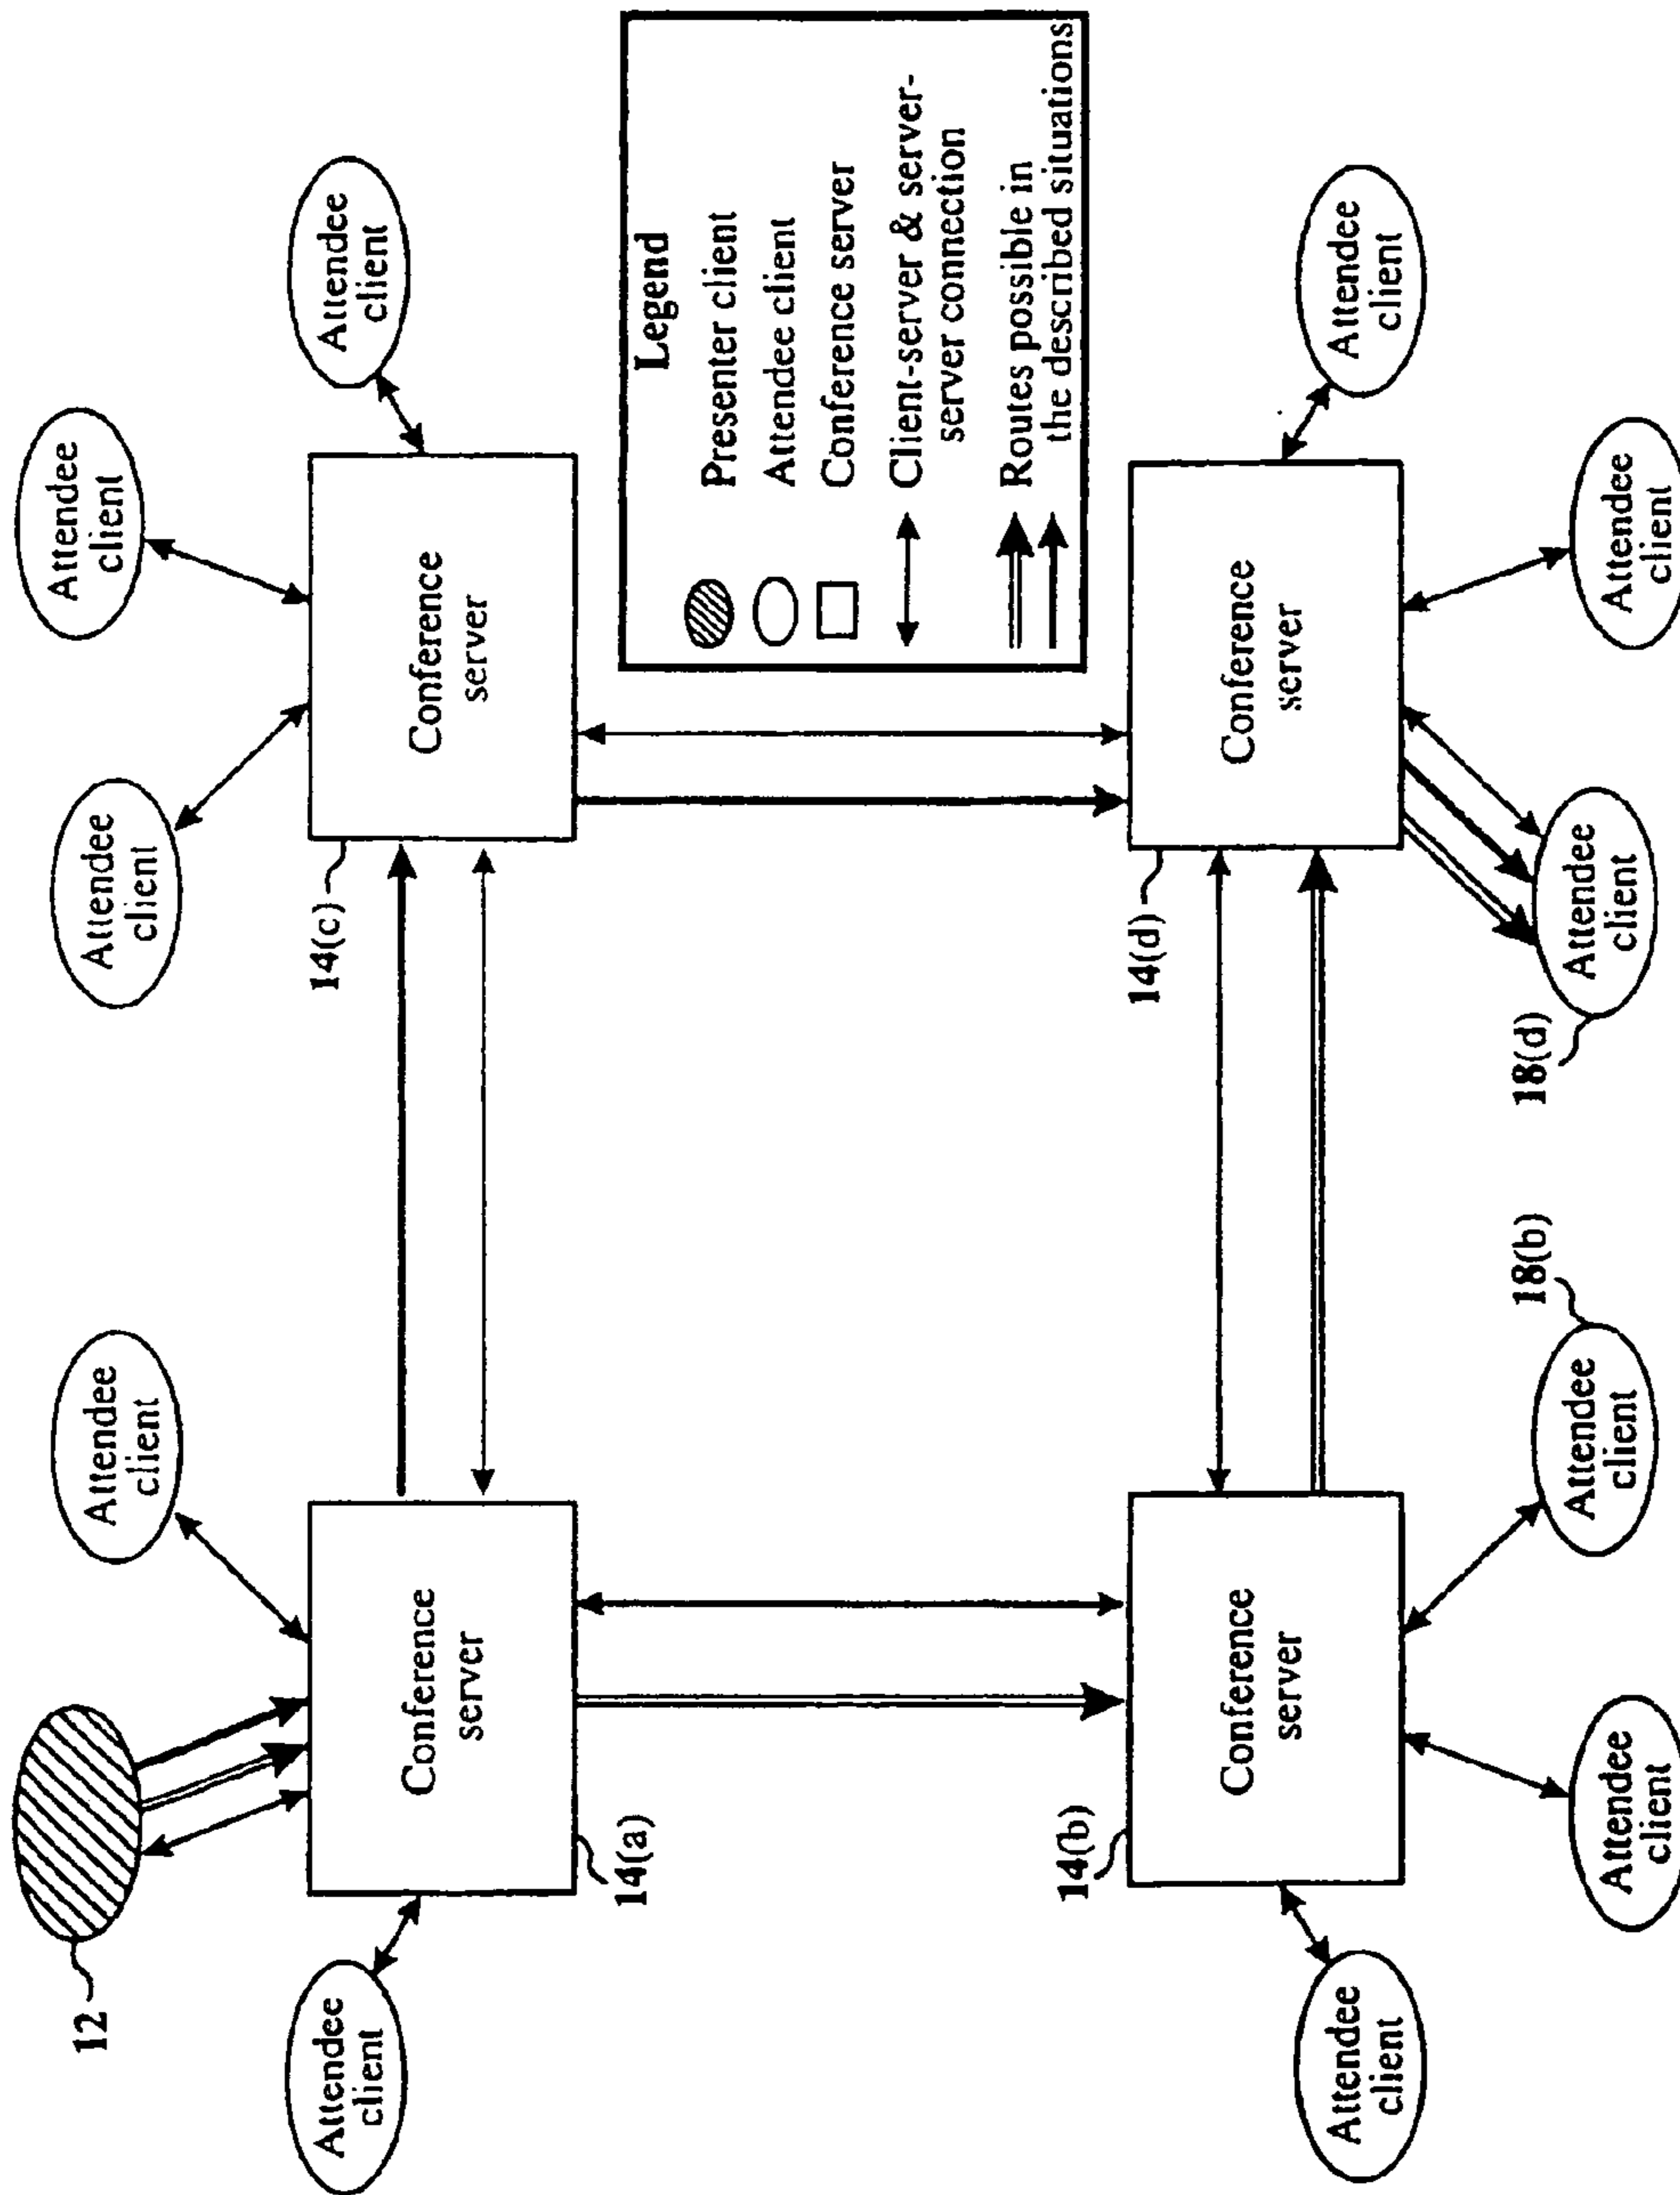 12
Attendee
client
Attendee
client
Attendee
client
Attendee
client
Attendee
client
Conference
server
14(a)
14(c)
Conference
server
Legend
Presenter client
Attendee client
Conference server
Client-server & server-
server connection
Routes possible in
the described situations
14(b)
Conference
server
14(d)
Conference
server
Attendee
client
Attendee
client
Attendee
client
Attendee
client
18(b)
18(d)
Attendee
client
Attendee
client